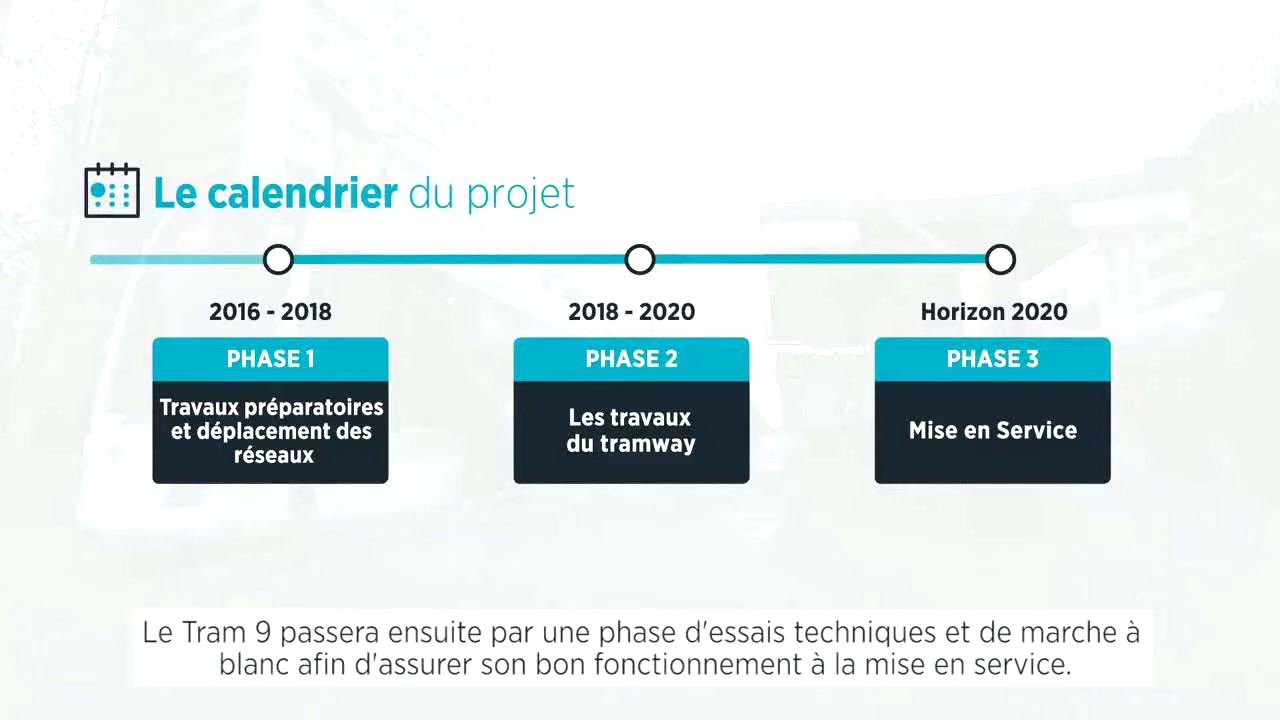 Le calendrier du projet
2016 - 2018
PHASE 1
Travaux préparatoires
et déplacement des
réseaux
2018 - 2020
PHASE 2
Les travaux
du tramway
Horizon 2020
PHASE 3
Mise en Service
Le Tram 9 passera ensuite par une phase d'essais techniques et de marche à
blanc afin d'assurer son bon fonctionnement à la mise en service.